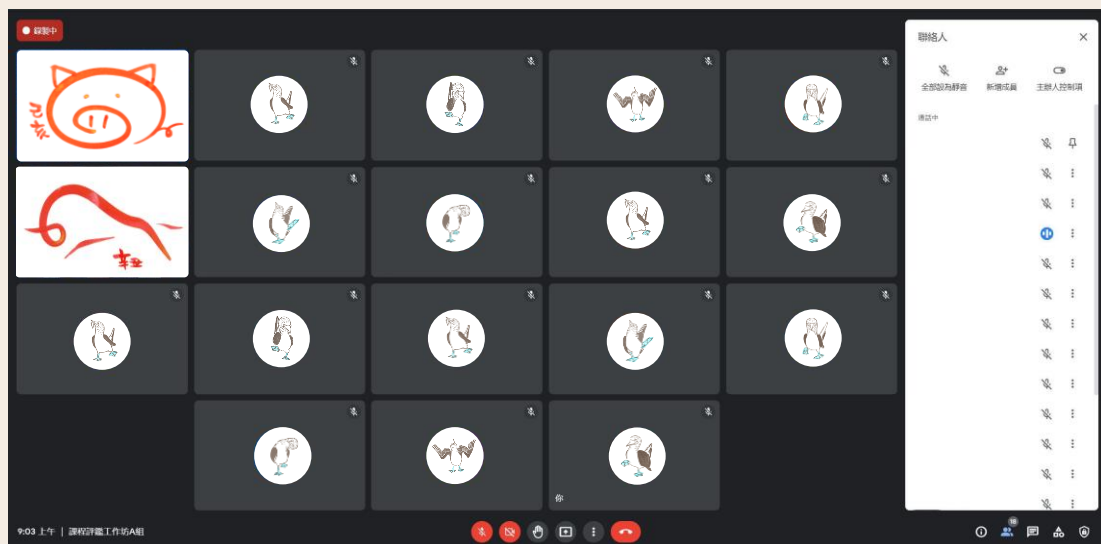 錄製中
己亥
辛丑
聯絡人
全部設為靜音
新增成員
主辦人控制項
通話中
你
9:03 上午 | 課程評鑑工作坊A組
18